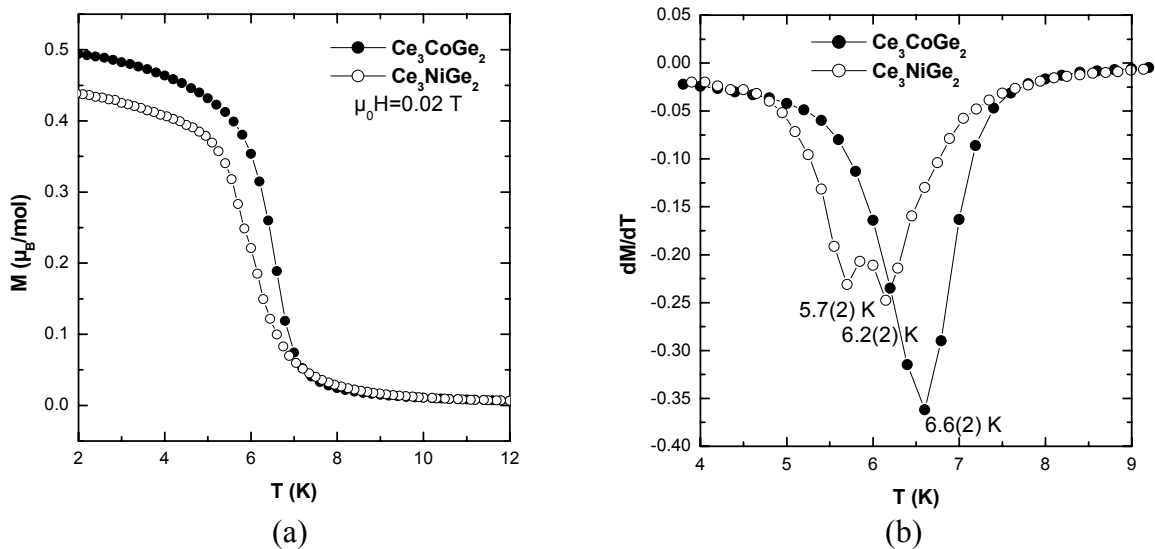 Ce₃CoGe₂
Ce₃NiGe₂
μ₀H=0.02 T
0.5
0.4
0.3
0.2
0.1
0.0
M (μ_B/mol)
2
4
6
8
10
12
T (K)
(a)
Ce₃CoGe₂
Ce₃NiGe₂
0.05
0.00
-0.05
-0.10
-0.15
-0.20
-0.25
-0.30
-0.35
-0.40
dM/dT
5.7(2) K
6.2(2) K
6.6(2) K
4
5
6
7
8
9
T (K)
(b)